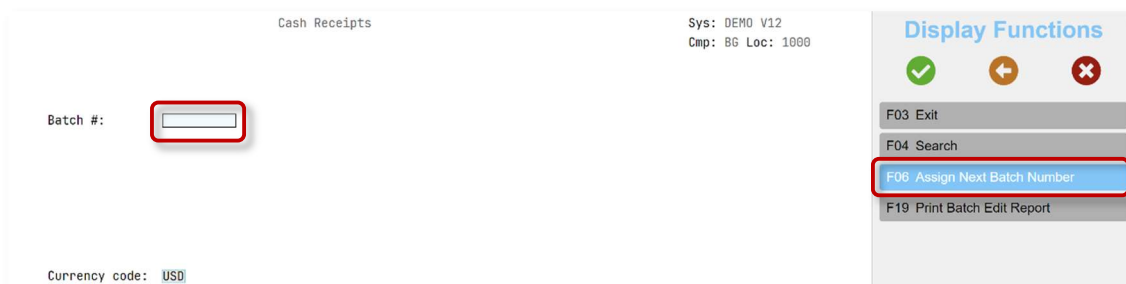 Cash Receipts
Sys: DEMO V12
Cmp: BG Loc: 1000
Batch #:
Currency code: USD
Display Functions
F03 Exit
F04 Search
F06 Assign Next Batch Number
F19 Print Batch Edit Report